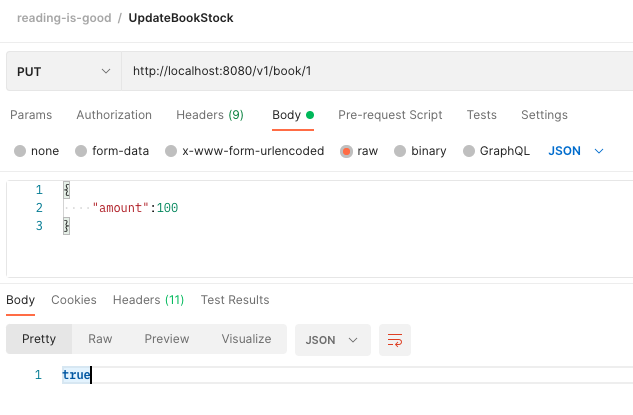 reading-is-good / UpdateBookStock
PUT http://localhost:8080/v1/book/1
Params Authorization Headers (9) Body Pre-request Script Tests Settings
none form-data x-www-form-urlencoded raw binary GraphQL JSON
1 {
2 ····"amount":100
3 }
Body Cookies Headers (11) Test Results
Pretty Raw Preview Visualize JSON
1 true